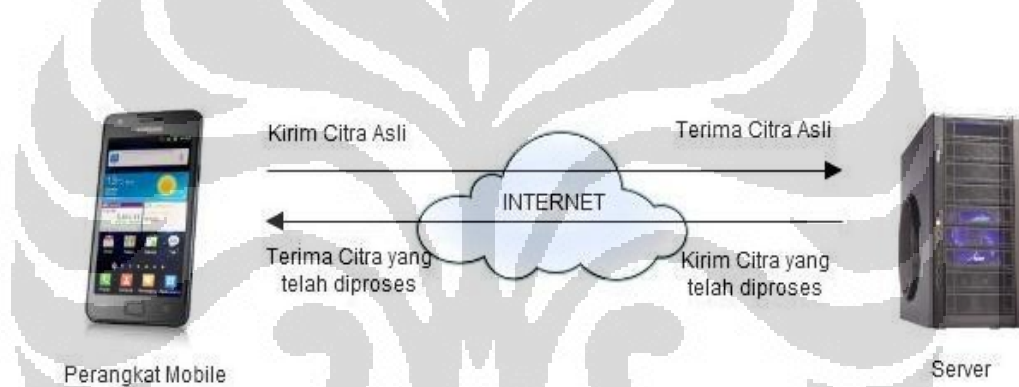 Kirim Citra Asli
Terima Citra Asli
INTERNET
Terima Citra yang
telah diproses
Kirim Citra yang
telah diproses
Perangkat Mobile
Server